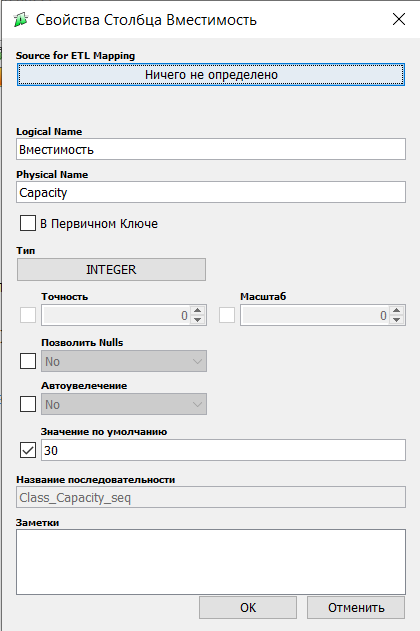 Свойства Столбца Вместимость
Source for ETL Mapping
Ничего не определено
Logical Name
Вместимость
Physical Name
Capacity
В Первичном Ключе
Тип
INTEGER
Точность Масштаб
0 0
Позволить Nulls
No
Автоувелечение
No
Значение по умолчанию
30
Название последовательности
Class_Capacity_seq
Заметки
OK Отменить